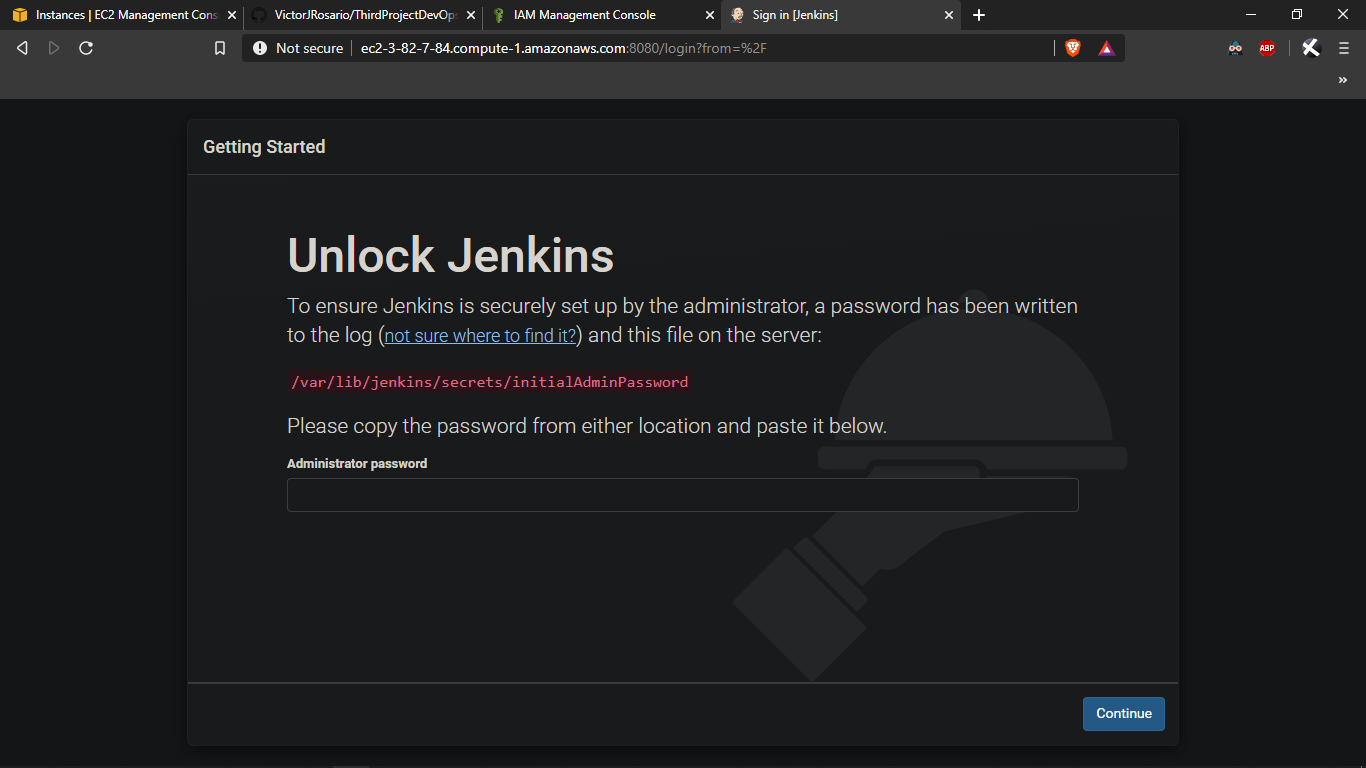 Instances | EC2 Management Cons
VictorJRosario/ThirdProjectDevOps
IAM Management Console
Sign in [Jenkins]
Not secure
ec2-3-82-7-84.compute-1.amazonaws.com:8080/login?from=%2F
ABP
»
Getting Started
Unlock Jenkins
To ensure Jenkins is securely set up by the administrator, a password has been written
to the log (not sure where to find it?) and this file on the server:
/var/lib/jenkins/secrets/initialAdminPassword
Please copy the password from either location and paste it below.
Administrator password
Continue